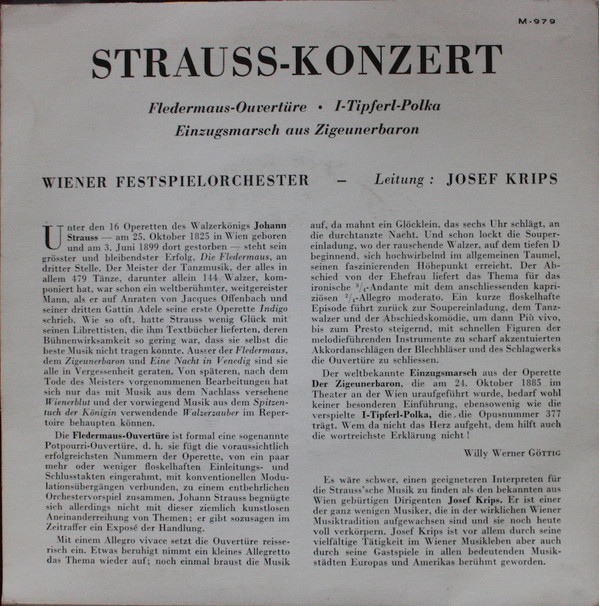 M-979
STRAUSS-KONZERT
Fledermaus-Ouvertüre • I-Tipferl-Polka
Einzugsmarsch aus Zigeunerbaron
WIENER FESTSPIELORCHESTER – Leitung : JOSEF KRIPS
Unter den 16 Operetten des Walzerkönigs Johann
Strauss — am 25. Oktober 1825 in Wien geboren
und am 3. Juni 1899 dort gestorben — steht sein
grösster und bleibendster Erfolg, Die Fledermaus, an
dritter Stelle. Der Meister der Tanzmusik, der alles in
allem 479 Tänze, darunter allein 144 Walzer, kom-
poniert hat, war schon ein weltberühmter, weitgereister
Mann, als er auf Anraten von Jacques Offenbach und
seiner dritten Gattin Adele seine erste Operette Indigo
schrieb. Wie so oft, hatte Strauss wenig Glück mit
seinen Librettisten, die ihm Textbücher lieferten, deren
Bühnenwirksamkeit so gering war, dass sie selbst die
beste Musik nicht tragen konnte. Ausser der Fledermaus,
dem Zigeunerbaron und Eine Nacht in Venedig sind sie
alle in Vergessenheit geraten. Von späteren, nach dem
Tode des Meisters vorgenommenen Bearbeitungen hat
sich nur das mit Musik aus dem Nachlass versehene
Wienerblut und der vorwiegend Musik aus dem Spitzen-
tuch der Königin verwendende Walzerzauber im Reper-
toire behaupten können.
Die Fledermaus-Ouvertüre ist formal eine sogenannte
Potpourri-Ouvertüre, d. h. sie fügt die voraussichtlich
erfolgreichsten Nummern der Operette, von ein paar
mehr oder weniger floskelhaften Einleitungs- und
Schlusstakten eingerahmt, mit konventionellen Modu-
lationsübergängen verbunden, zu einem entbehrlichen
Orchestervorspiel zusammen. Johann Strauss begnügte
sich allerdings nicht mit dieser ziemlich kunstlosen
Aneinanderreihung von Themen; er gibt sozusagen im
Zeitraffer ein Exposé der Handlung.
Mit einem Allegro vivace setzt die Ouvertüre reisse-
risch ein. Etwas beruhigt nimmt ein kleines Allegretto
das Thema wieder auf; noch einmal braust die Musik
auf, da mahnt ein Glöcklein, das sechs Uhr schlägt, an
die durchtanzte Nacht. Und schon lockt die Souper-
einladung, wo der rauschende Walzer, auf dem tiefen D
beginnend, sich hochwirbelnd im allgemeinen Taumel,
seinen faszinierenden Höhepunkt erreicht. Der Ab-
schied von der Ehefrau liefert das Thema für das
ironische ³/₄-Andante mit dem anschliessenden kapri-
ziösen ²/₄-Allegro moderato. Ein kurze floskelhafte
Episode führt zurück zur Soupereinladung, dem Tanz-
walzer und der Abschiedskomödie, um dann Più vivo,
bis zum Presto steigernd, mit schnellen Figuren der
melodieführenden Instrumente zu scharf akzentuierten
Akkordanschlägen der Blechbläser und des Schlagwerks
die Ouvertüre zu schliessen.
Der weltbekannte Einzugsmarsch aus der Operette
Der Zigeunerbaron, die am 24. Oktober 1885 im
Theater an der Wien uraufgeführt wurde, bedarf wohl
keiner besonderen Einführung, ebensowenig wie die
verspielte I-Tipferl-Polka, die die Opusnummer 377
trägt. Wem da nicht das Herz aufgeht, dem hilft auch
die wortreichste Erklärung nicht !
Willy Werner GÖTTIG
Es wäre schwer, einen geeigneteren Interpreten für
die Strauss'sche Musik zu finden als den bekannten aus
Wien gebürtigen Dirigenten Josef Krips. Er ist einer
der ganz wenigen Musiker, die in der wirklichen Wiener
Musiktradition aufgewachsen sind und sie noch heute
voll verkörpern. Josef Krips ist vor allem durch seine
vielfältige Tätigkeit im Wiener Musikleben aber auch
durch seine Gastspiele in allen bedeutenden Musik-
städten Europas und Amerikas berühmt geworden.